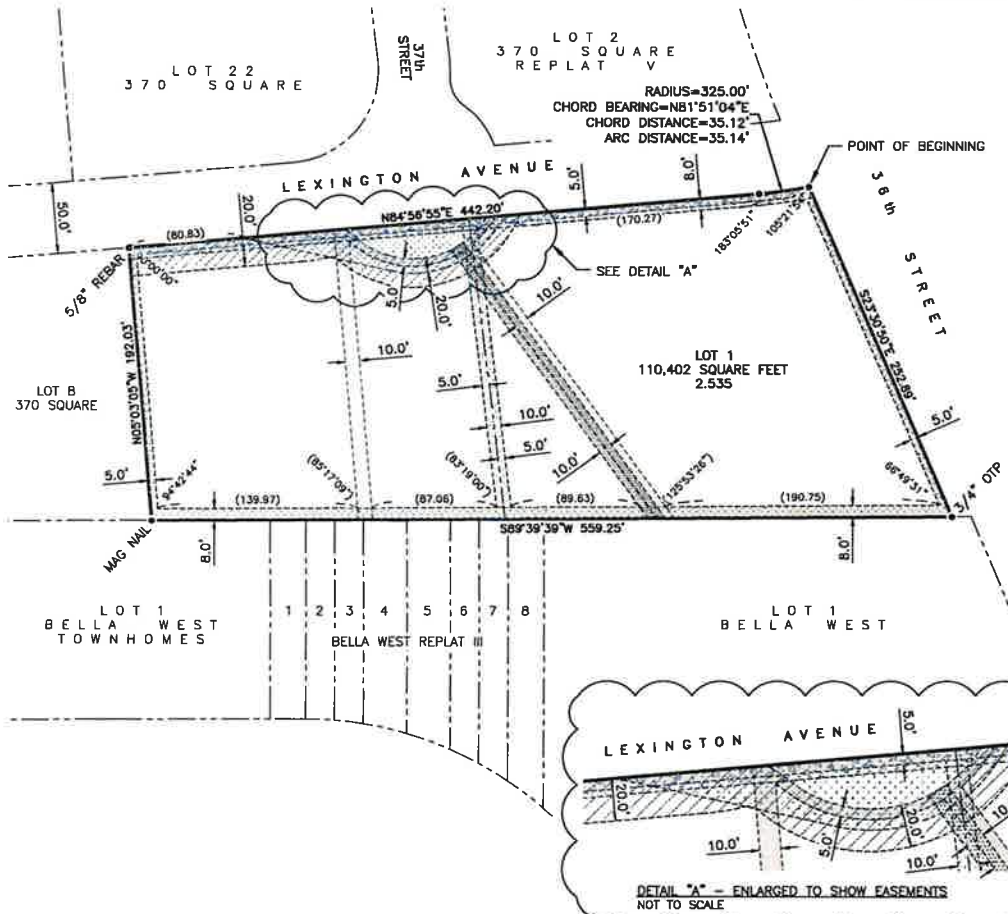 LOT 22
370 SQUARE
37th
STREET
LOT 2
370 SQUARE
REPLAT V
RADIUS=325.00'
CHORD BEARING=N81°51'04"E
CHORD DISTANCE=35.12'
ARC DISTANCE=35.14'
POINT OF BEGINNING
LEXINGTON AVENUE
36th STREET
50.0'
20.0'
5.0'
8.0'
(80.83)
N84°56'55"E 442.20'
(170.27)
183°05'51"
105°21'54"
5/8" REBAR
90°00'00"
SEE DETAIL "A"
5.0'
20.0'
10.0'
N05°03'05"W 192.03'
S23°30'50"E 252.89'
10.0'
LOT 1
110,402 SQUARE FEET
2.535
LOT B
370 SQUARE
5.0'
10.0'
5.0'
10.0'
5.0'
5.0'
94°42'44"
(85°17'09")
(83°19'00")
(125°53'26")
66°49'31"
3/4" OTP
(139.97)
(87.06)
(89.63)
(190.75)
S89°39'39"W 559.25'
MAG NAIL
8.0'
8.0'
LOT 1
BELLA WEST
TOWNHOMES
1 2 3 4 5 6 7 8
BELLA WEST REPLAT III
LOT 1
BELLA WEST
LEXINGTON AVENUE
5.0'
20.0'
10.0'
5.0'
20.0'
10.0'
10
DETAIL "A" - ENLARGED TO SHOW EASEMENTS
NOT TO SCALE